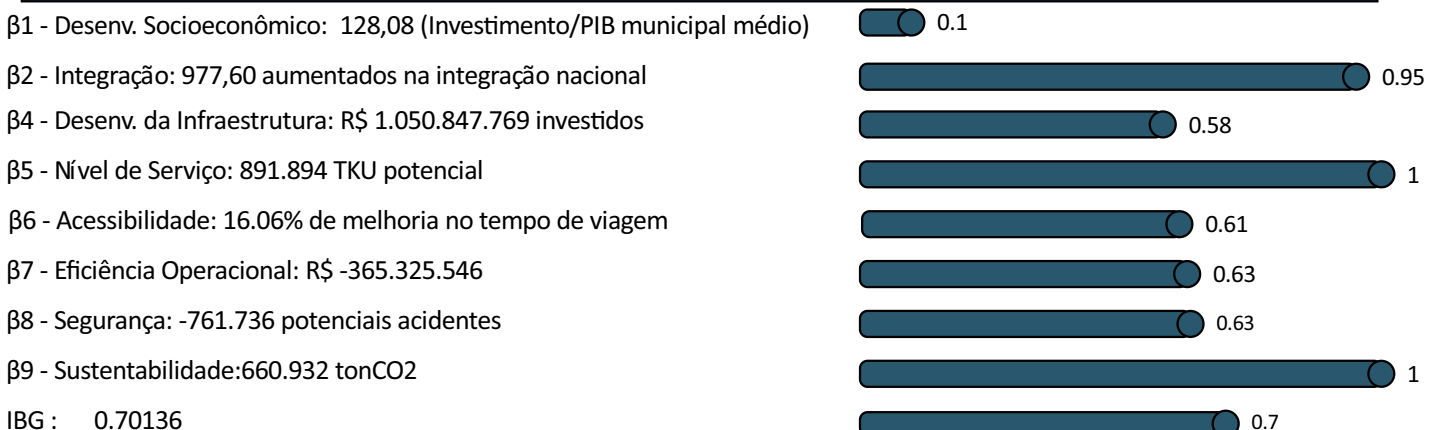 β1 - Desenv. Socioeconômico: 128,08 (Investimento/PIB municipal médio) 0.1
β2 - Integração: 977,60 aumentados na integração nacional 0.95
β4 - Desenv. da Infraestrutura: R$ 1.050.847.769 investidos 0.58
β5 - Nível de Serviço: 891.894 TKU potencial 1
β6 - Acessibilidade: 16.06% de melhoria no tempo de viagem 0.61
β7 - Eficiência Operacional: R$ -365.325.546 0.63
β8 - Segurança: -761.736 potenciais acidentes 0.63
β9 - Sustentabilidade:660.932 tonCO2 1
IBG : 0.70136 0.7